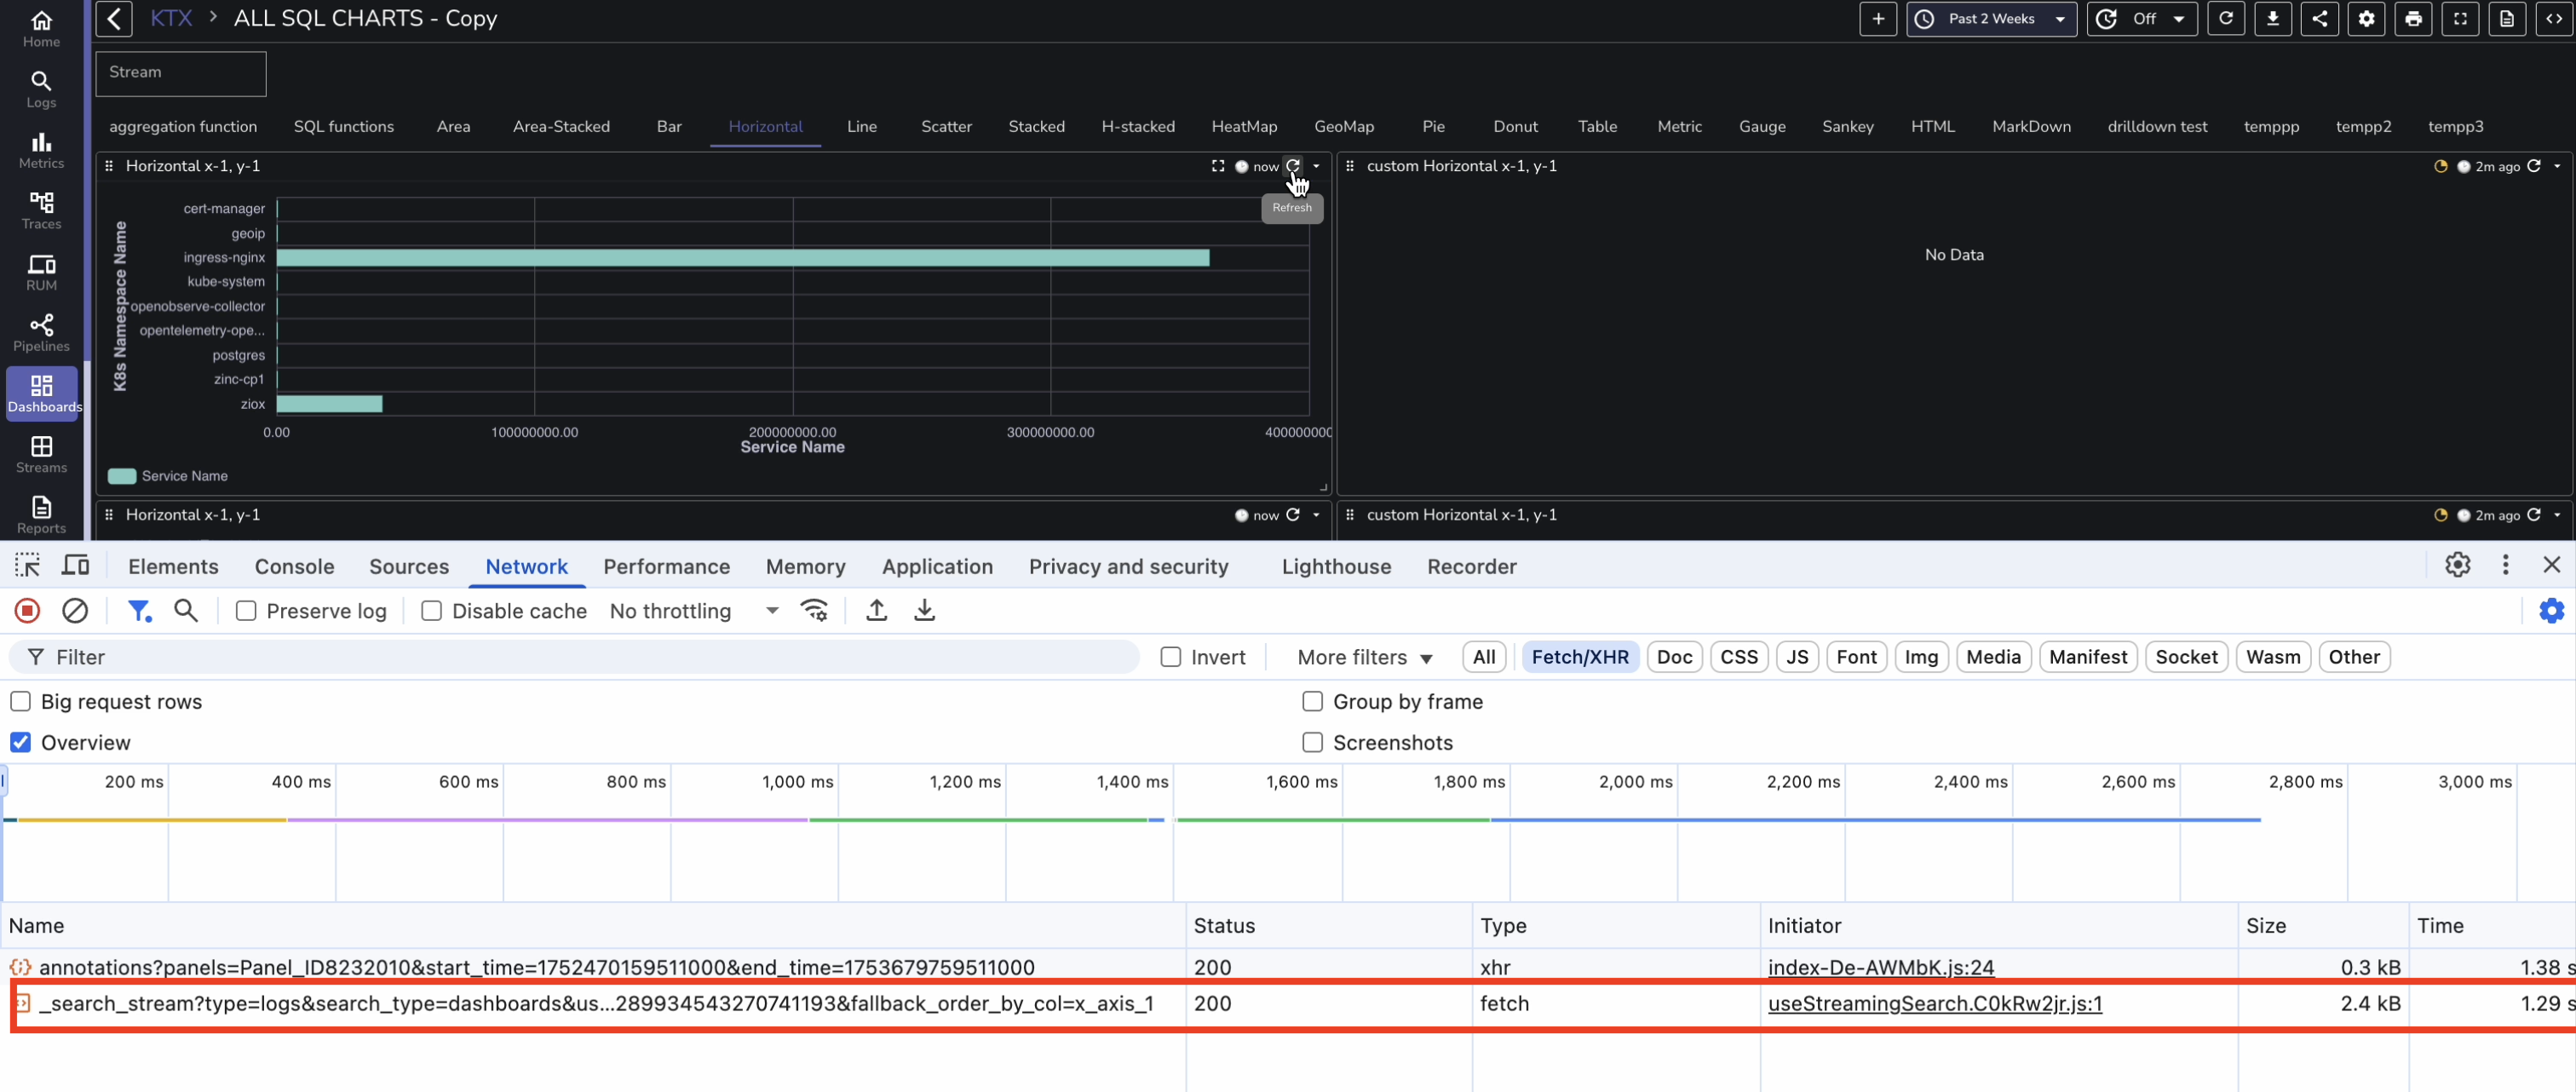 Home
KTX > ALL SQL CHARTS - Copy
+ Past 2 Weeks Off
Stream
Logs
Metrics
Traces
RUM
Pipelines
Dashboards
Streams
Reports
aggregation function SQL functions Area Area-Stacked Bar Horizontal Line Scatter Stacked H-stacked HeatMap GeoMap Pie Donut Table Metric Gauge Sankey HTML MarkDown drilldown test temppp tempp2 tempp3
Horizontal x-1, y-1 now
Refresh
K8s Namespace Name
cert-manager
geoip
ingress-nginx
kube-system
openobserve-collector
opentelemetry-ope...
postgres
zinc-cp1
ziox
0.00 100000000.00 200000000.00 300000000.00 400000000
Service Name
Service Name
custom Horizontal x-1, y-1 2m ago
No Data
Horizontal x-1, y-1 now
custom Horizontal x-1, y-1 2m ago
Elements Console Sources Network Performance Memory Application Privacy and security Lighthouse Recorder
Preserve log Disable cache No throttling
Filter Invert More filters All Fetch/XHR Doc CSS JS Font Img Media Manifest Socket Wasm Other
Big request rows Group by frame
Overview Screenshots
200 ms 400 ms 600 ms 800 ms 1,000 ms 1,200 ms 1,400 ms 1,600 ms 1,800 ms 2,000 ms 2,200 ms 2,400 ms 2,600 ms 2,800 ms 3,000 ms
Name Status Type Initiator Size Time
annotations?panels=Panel_ID8232010&start_time=1752470159511000&end_time=1753679759511000 200 xhr index-De-AWMbK.js:24 0.3 kB 1.38 s
_search_stream?type=logs&search_type=dashboards&us...289934543270741193&fallback_order_by_col=x_axis_1 200 fetch useStreamingSearch.C0kRw2jr.js:1 2.4 kB 1.29 s